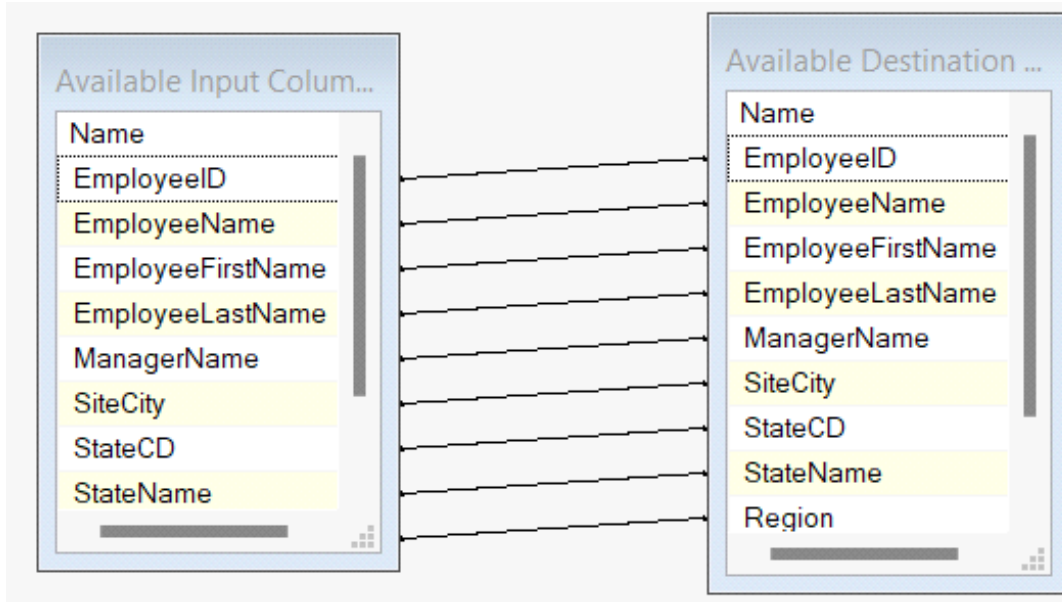 Available Input Colum...
Name
EmployeeID
EmployeeName
EmployeeFirstName
EmployeeLastName
ManagerName
SiteCity
StateCD
StateName
Available Destination ...
Name
EmployeeID
EmployeeName
EmployeeFirstName
EmployeeLastName
ManagerName
SiteCity
StateCD
StateName
Region